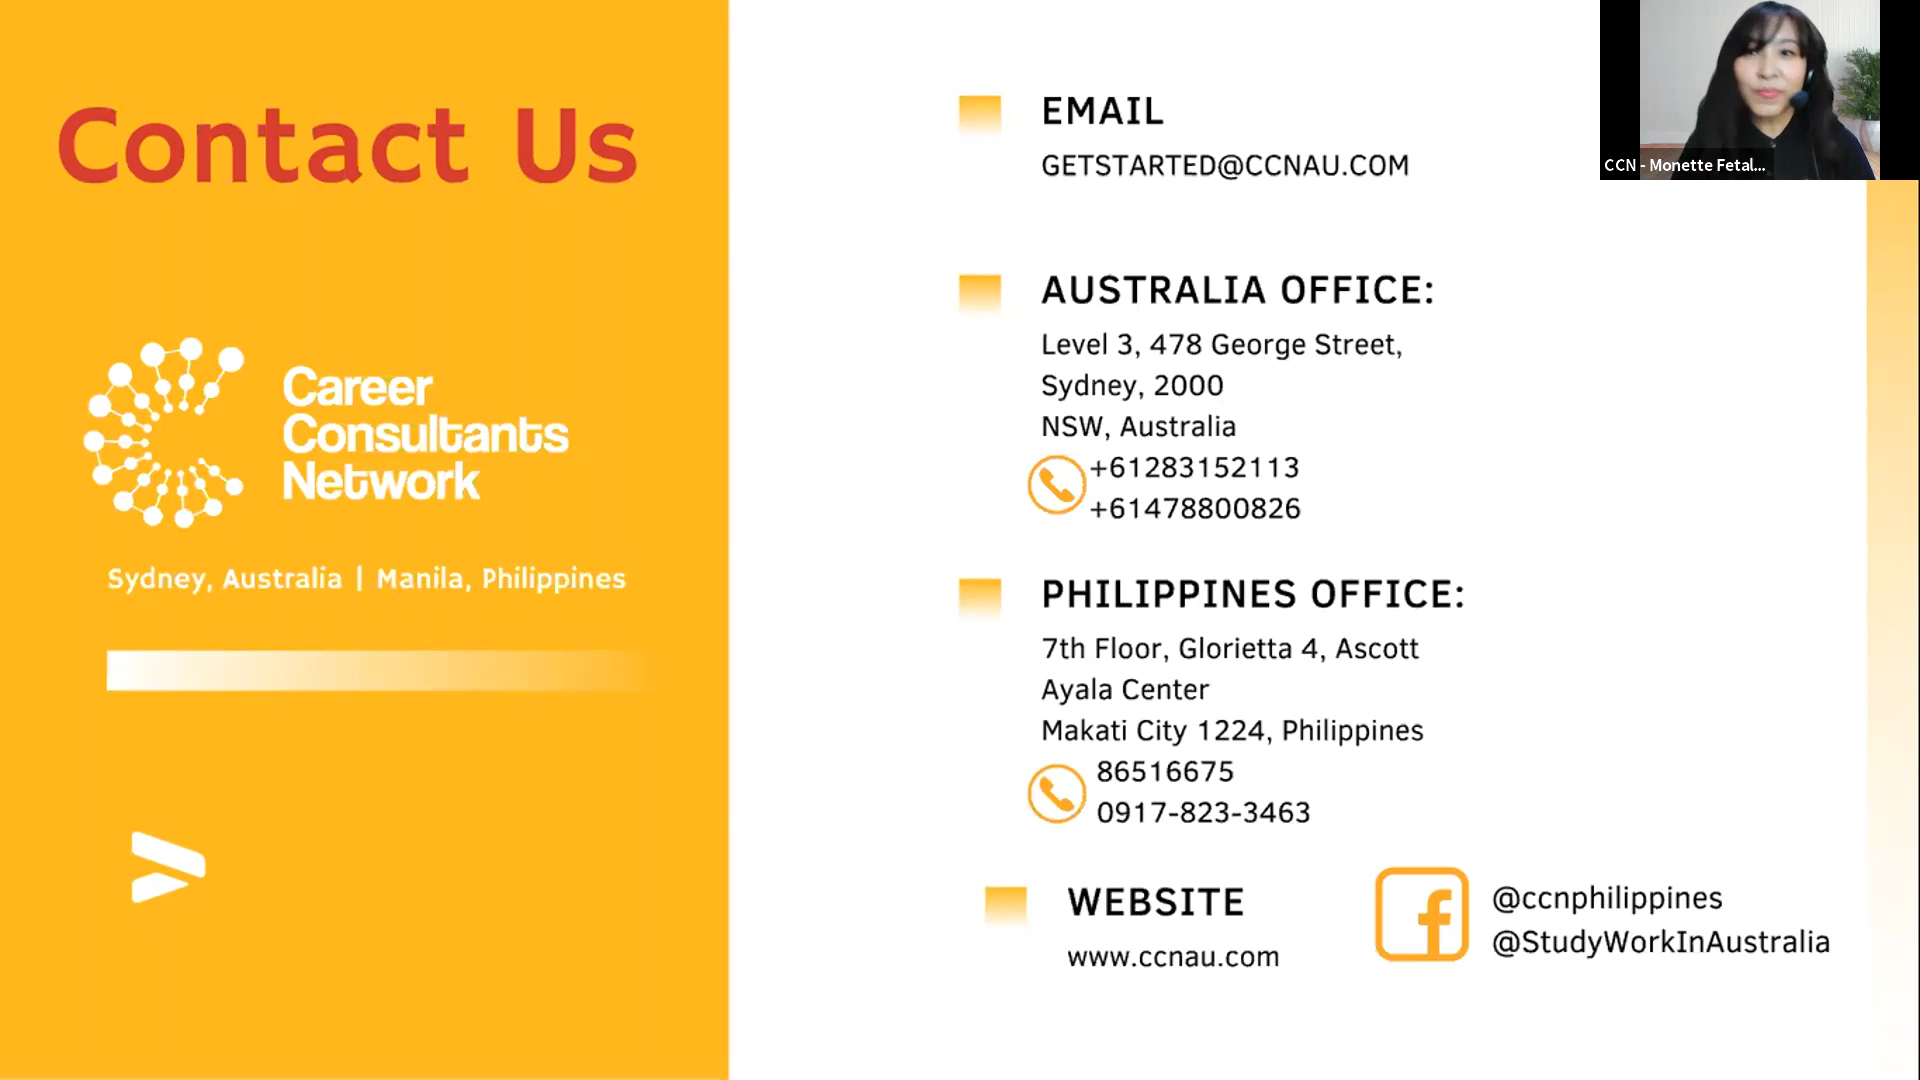 Contact Us
Career
Consultants
Network
Sydney, Australia | Manila, Philippines
EMAIL
GETSTARTED@CCNAU.COM
AUSTRALIA OFFICE:
Level 3, 478 George Street,
Sydney, 2000
NSW, Australia
+61283152113
+61478800826
PHILIPPINES OFFICE:
7th Floor, Glorietta 4, Ascott
Ayala Center
Makati City 1224, Philippines
86516675
0917-823-3463
WEBSITE
www.ccnau.com
@ccnphilippines
@StudyWorkInAustralia
CCN - Monette Fetal...